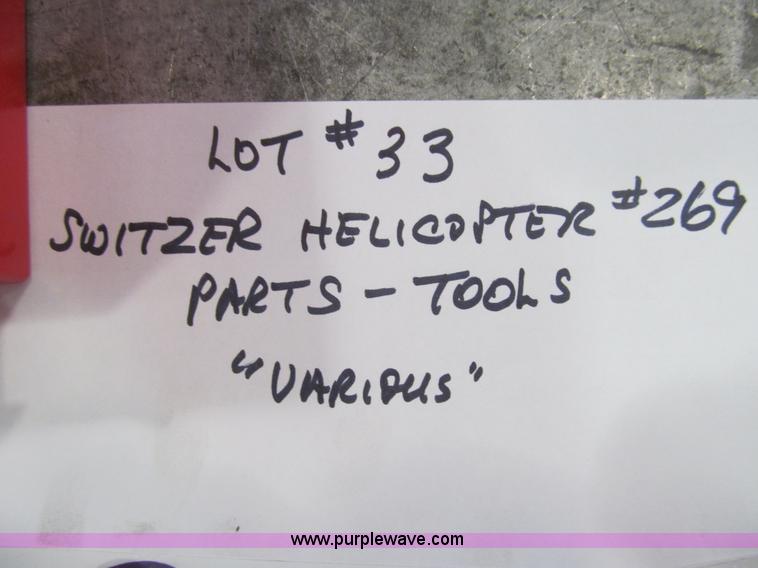 LOT #33
SWITZER HELICOPTER #269
PARTS - TOOLS
"VARIOUS"
www.purplewave.com